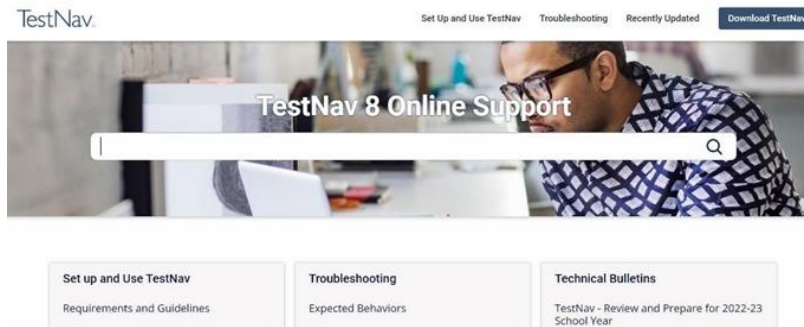 TestNav
Set Up and Use TestNav Troubleshooting Recently Updated Download TestNav
TestNav 8 Online Support
Set up and Use TestNav
Requirements and Guidelines
Troubleshooting
Expected Behaviors
Technical Bulletins
TestNav - Review and Prepare for 2022-23
School Year